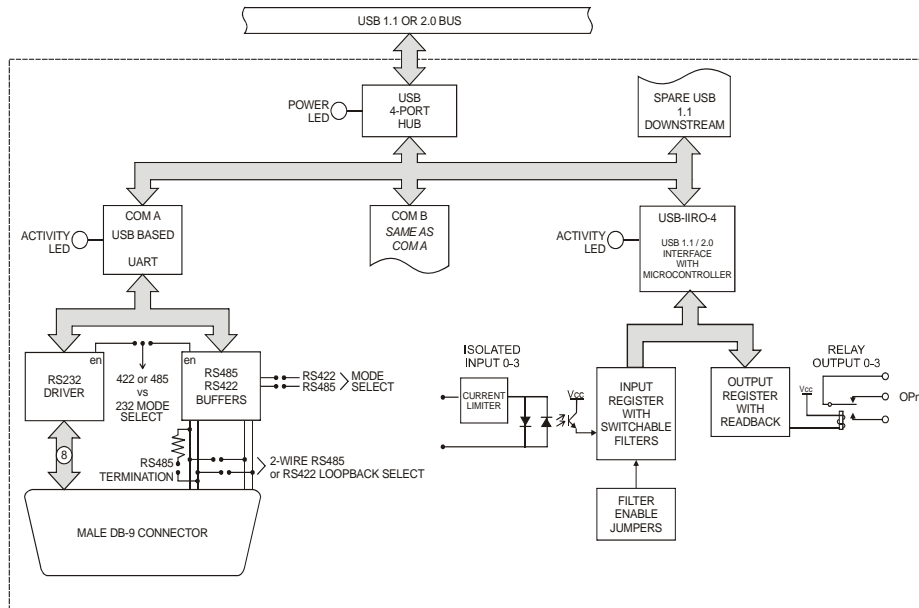 USB 1.1 OR 2.0 BUS
POWER
LED
USB
4-PORT
HUB
SPARE USB
1.1
DOWNSTREAM
ACTIVITY
LED
COM A
USB BASED
UART
COM B
SAME AS
COM A
ACTIVITY
LED
USB-IIRO-4
USB 1.1 / 2.0
INTERFACE
WITH
MICROCONTROLLER
en
RS232
DRIVER
422 or 485
vs
232 MODE
SELECT
en
RS485
RS422
BUFFERS
RS422
RS485
MODE
SELECT
ISOLATED
INPUT 0-3
CURRENT
LIMITER
Vcc
INPUT
REGISTER
WITH
SWITCHABLE
FILTERS
OUTPUT
REGISTER
WITH
READBACK
RELAY
OUTPUT 0-3
Vcc
OPn
8
RS485
TERMINATION
2-WIRE RS485
or RS422 LOOPBACK SELECT
FILTER
ENABLE
JUMPERS
MALE DB-9 CONNECTOR